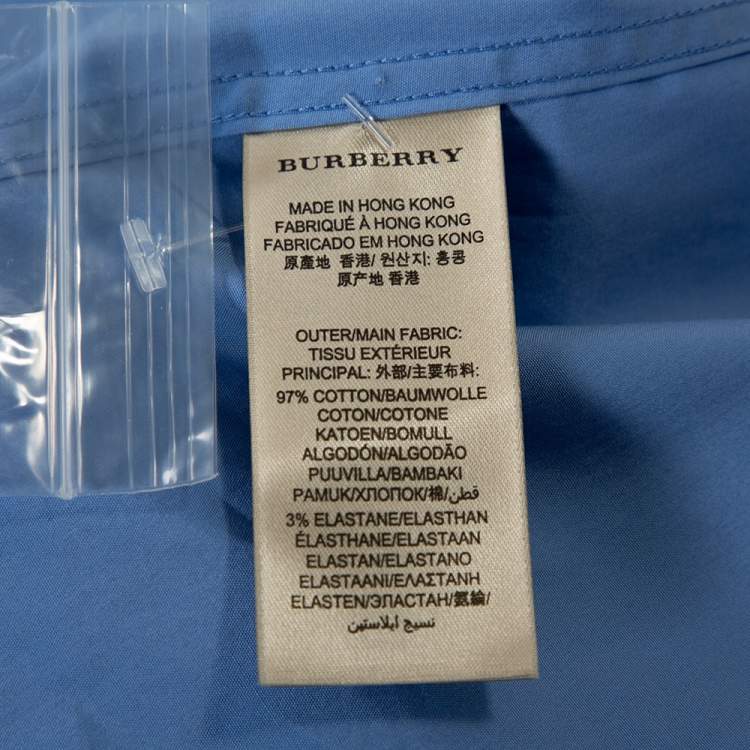 BURBERRY
MADE IN HONG KONG
FABRIQUÉ À HONG KONG
FABRICADO EM HONG KONG
原產地 香港/ 원산지: 홍콩
原产地 香港
OUTER/MAIN FABRIC:
TISSU EXTÉRIEUR
PRINCIPAL: 外部/主要布料:
97% COTTON/BAUMWOLLE
COTON/COTONE
KATOEN/BOMULL
ALGODÓN/ALGODÃO
PUUVILLA/BAMBAKI
PAMUK/ХЛОПОК/棉/قطن/
3% ELASTANE/ELASTHAN
ÉLASTHANE/ELASTAAN
ELASTAN/ELASTANO
ELASTAANI/ΕΛΑΣΤΑΝΗ
ELASTEN/ЭЛАСТАН/氨綸/
نسيج ايلاستهن